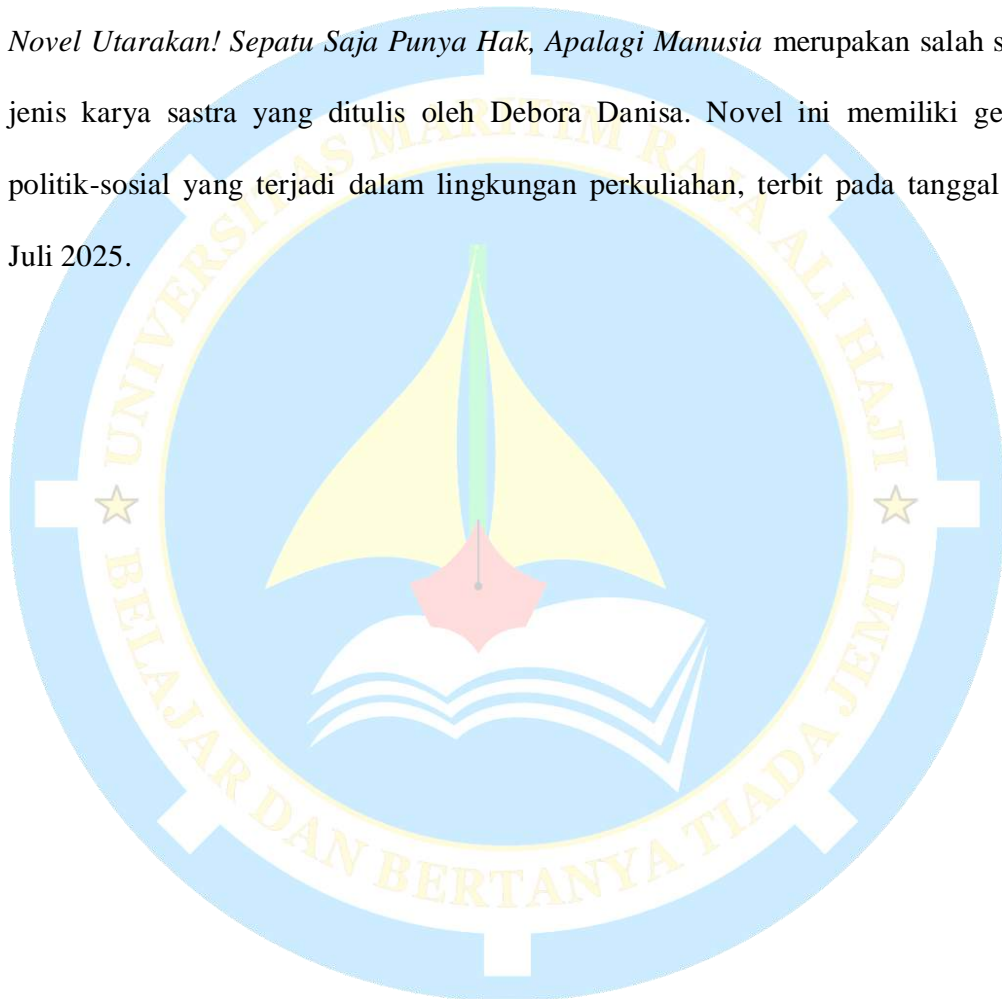 Novel Utarakan! Sepatu Saja Punya Hak, Apalagi Manusia merupakan salah
jenis karya sastra yang ditulis oleh Debora Danisa. Novel ini memiliki
politik-sosial yang terjadi dalam lingkungan perkuliahan, terbit pada tanggal
Juli 2025.
UNIVERSITAS MARITIM RAJA ALI HAJI
BELAJAR DAN BERTANYA TIADA JEMU